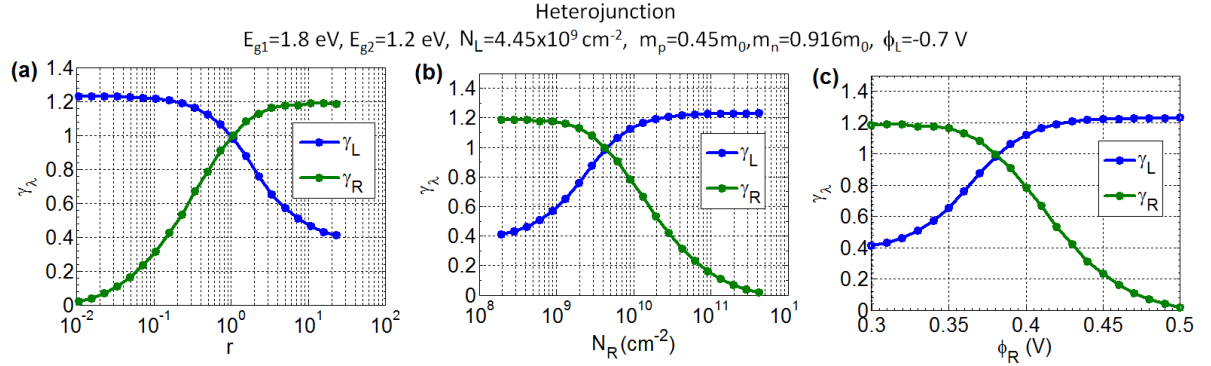 Heterojunction
E_g1=1.8 eV, E_g2=1.2 eV, N_L=4.45x10^9 cm^-2, m_p=0.45m_0,m_n=0.916m_0, ϕ_L=-0.7 V
(a)
1.4
1.2
1
0.8
0.6
0.4
0.2
0
γ_λ
γ_L
γ_R
10^-2
10^-1
10^0
10^1
10^2
r
(b)
1.4
1.2
1
0.8
0.6
0.4
0.2
0
γ_λ
γ_L
γ_R
10^8
10^9
10^10
10^11
10^1
N_R(cm^-2)
(c)
1.4
1.2
1
0.8
0.6
0.4
0.2
0
γ_λ
γ_L
γ_R
0.3
0.35
0.4
0.45
0.5
ϕ_R (V)